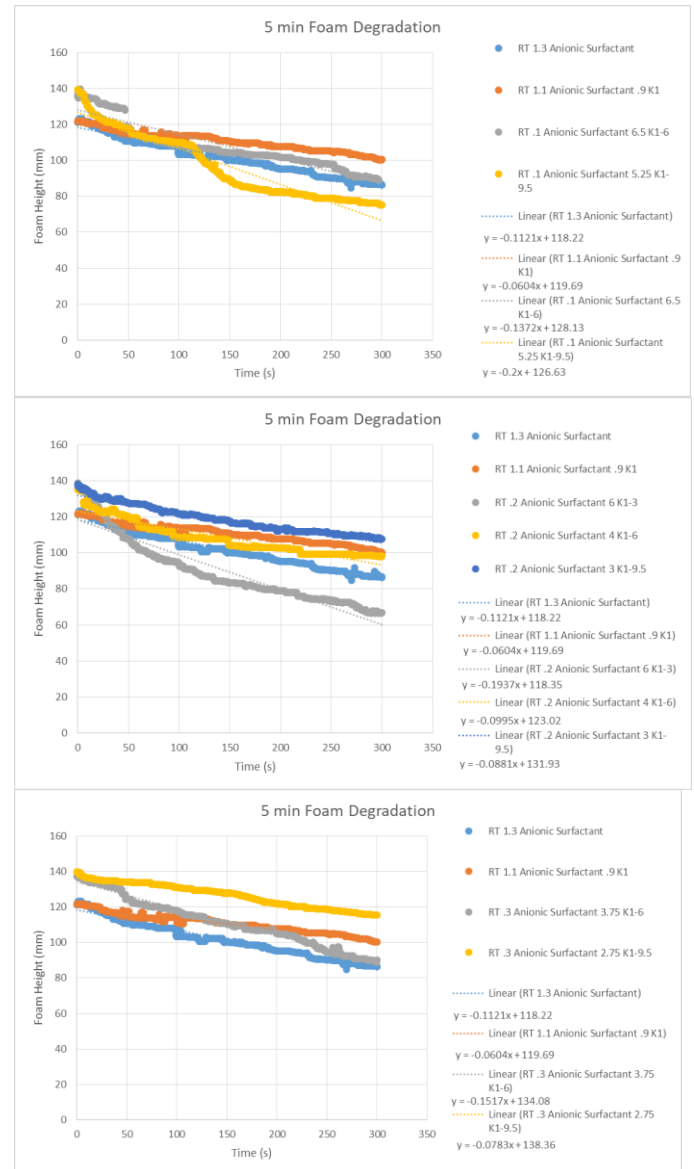 5 min Foam Degradation
160
140
120
100
80
60
40
20
0
Foam Height (mm)
0 50 100 150 200 250 300 350
Time (s)
RT 1.3 Anionic Surfactant
RT 1.1 Anionic Surfactant .9 K1
RT .1 Anionic Surfactant 6.5 K1-6
RT .1 Anionic Surfactant 5.25 K1-
9.5
Linear (RT 1.3 Anionic Surfactant)
y = -0.1121x + 118.22
Linear (RT 1.1 Anionic Surfactant .9
K1)
y = -0.0604x + 119.69
Linear (RT .1 Anionic Surfactant 6.5
K1-6)
y = -0.1372x + 128.13
Linear (RT .1 Anionic Surfactant
5.25 K1-9.5)
y = -0.2x + 126.63
5 min Foam Degradation
160
140
120
100
80
60
40
20
0
Foam Height (mm)
0 50 100 150 200 250 300 350
Time (s)
RT 1.3 Anionic Surfactant
RT 1.1 Anionic Surfactant .9 K1
RT .2 Anionic Surfactant 6 K1-3
RT .2 Anionic Surfactant 4 K1-6
RT .2 Anionic Surfactant 3 K1-9.5
Linear (RT 1.3 Anionic Surfactant)
y = -0.1121x + 118.22
Linear (RT 1.1 Anionic Surfactant .9 K1)
y = -0.0604x + 119.69
Linear (RT .2 Anionic Surfactant 6 K1-3)
y = -0.1937x + 118.35
Linear (RT .2 Anionic Surfactant 4 K1-6)
y = -0.0995x + 123.02
Linear (RT .2 Anionic Surfactant 3 K1-
9.5)
y = -0.0881x + 131.93
5 min Foam Degradation
160
140
120
100
80
60
40
20
0
Foam Height (mm)
0 50 100 150 200 250 300 350
Time (s)
RT 1.3 Anionic Surfactant
RT 1.1 Anionic Surfactant .9 K1
RT .3 Anionic Surfactant 3.75 K1-6
RT .3 Anionic Surfactant 2.75 K1-9.5
Linear (RT 1.3 Anionic Surfactant)
y = -0.1121x + 118.22
Linear (RT 1.1 Anionic Surfactant .9 K1)
y = -0.0604x + 119.69
Linear (RT .3 Anionic Surfactant 3.75
K1-6)
y = -0.1517x + 134.08
Linear (RT .3 Anionic Surfactant 2.75
K1-9.5)
y = -0.0783x + 138.36